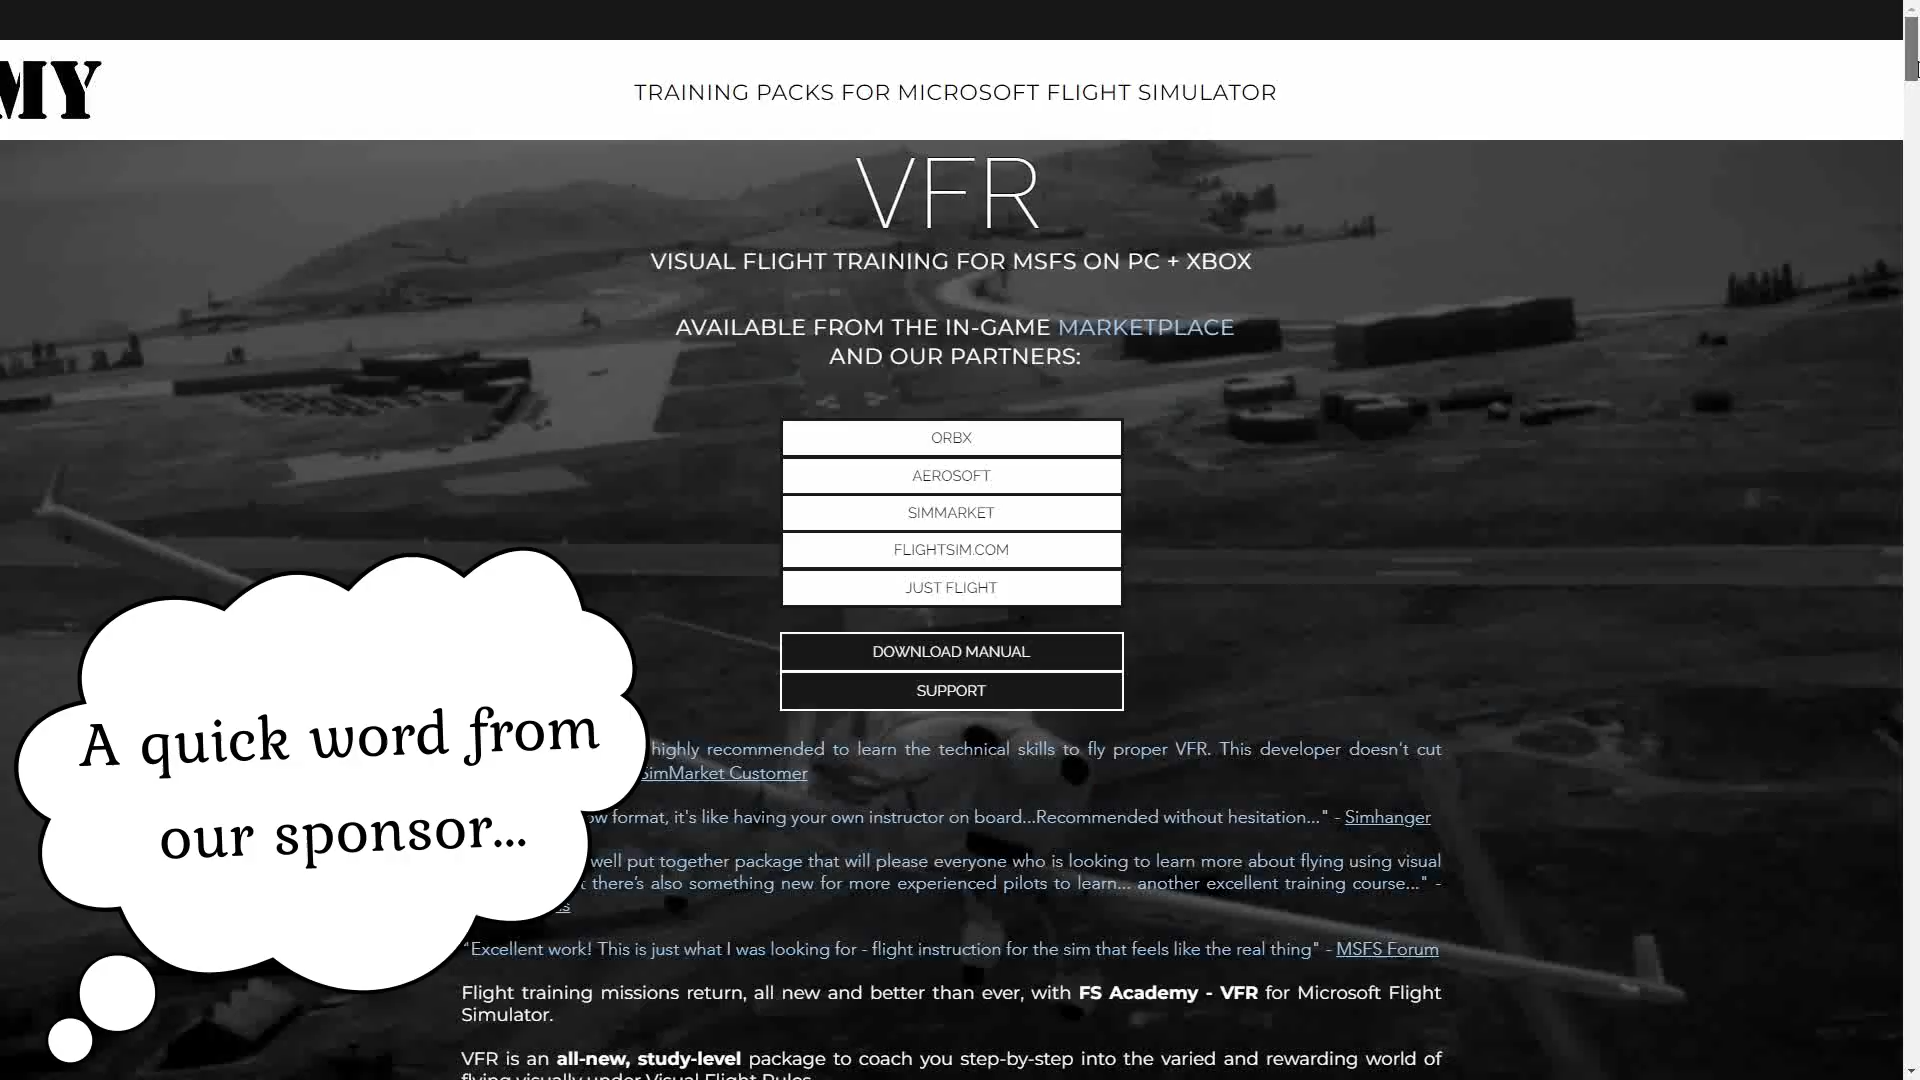 MY
TRAINING PACKS FOR MICROSOFT FLIGHT SIMULATOR
VFR
VISUAL FLIGHT TRAINING FOR MSFS ON PC + XBOX
AVAILABLE FROM THE IN-GAME MARKETPLACE
AND OUR PARTNERS:
ORBX
AEROSOFT
SIMMARKET
FLIGHTSIM.COM
JUST FLIGHT
DOWNLOAD MANUAL
SUPPORT
highly recommended to learn the technical skills to fly proper VFR. This developer doesn't cut
SimMarket Customer
format, it's like having your own instructor on board...Recommended without hesitation..." - Simhanger
well put together package that will please everyone who is looking to learn more about flying using visual
there's also something new for more experienced pilots to learn... another excellent training course..." -
"Excellent work! This is just what I was looking for - flight instruction for the sim that feels like the real thing" - MSFS Forum
Flight training missions return, all new and better than ever, with FS Academy - VFR for Microsoft Flight
Simulator.
VFR is an all-new, study-level package to coach you step-by-step into the varied and rewarding world of
flying visually under Visual Flight Rules.
A quick word from
our sponsor...